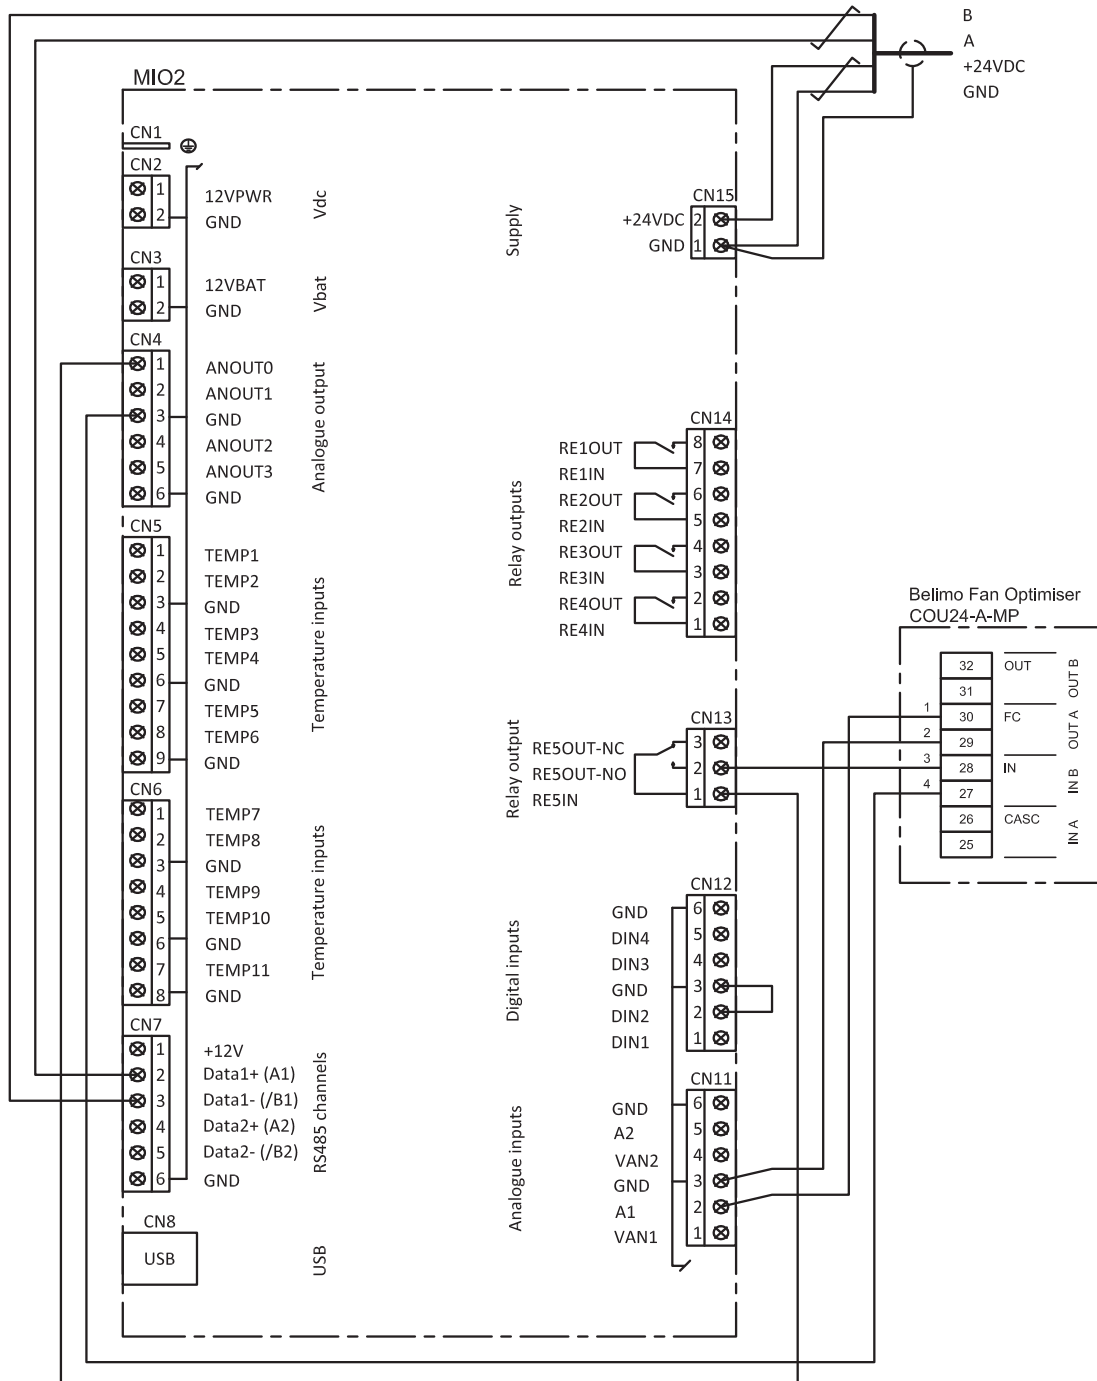 B
A
+24VDC
GND
MIO2
CN1
CN2
1 12VPWR
2 GND
Vdc
CN3
1 12VBAT
2 GND
Vbat
CN4
1 ANOUT0
2 ANOUT1
3 GND
4 ANOUT2
5 ANOUT3
6 GND
Analogue output
CN5
1 TEMP1
2 TEMP2
3 GND
4 TEMP3
5 TEMP4
6 GND
7 TEMP5
8 TEMP6
9 GND
Temperature inputs
CN6
1 TEMP7
2 TEMP8
3 GND
4 TEMP9
5 TEMP10
6 GND
7 TEMP11
8 GND
Temperature inputs
CN7
1 +12V
2 Data1+ (A1)
3 Data1- (/B1)
4 Data2+ (A2)
5 Data2- (/B2)
6 GND
RS485 channels
CN8
USB
USB
CN15
Supply
+24VDC 2
GND 1
CN14
Relay outputs
RE1OUT 8
RE1IN 7
RE2OUT 6
RE2IN 5
RE3OUT 4
RE3IN 3
RE4OUT 2
RE4IN 1
CN13
Relay output
RE5OUT-NC 3
RE5OUT-NO 2
RE5IN 1
CN12
Digital inputs
GND 6
DIN4 5
DIN3 4
GND 3
DIN2 2
DIN1 1
CN11
Analogue inputs
GND 6
A2 5
VAN2 4
GND 3
A1 2
VAN1 1
Belimo Fan Optimiser
COU24-A-MP
32 OUT
31
OUT B
1 30 FC
2 29
OUT A
3 28 IN
4 27
IN B
26 CASC
25
IN A